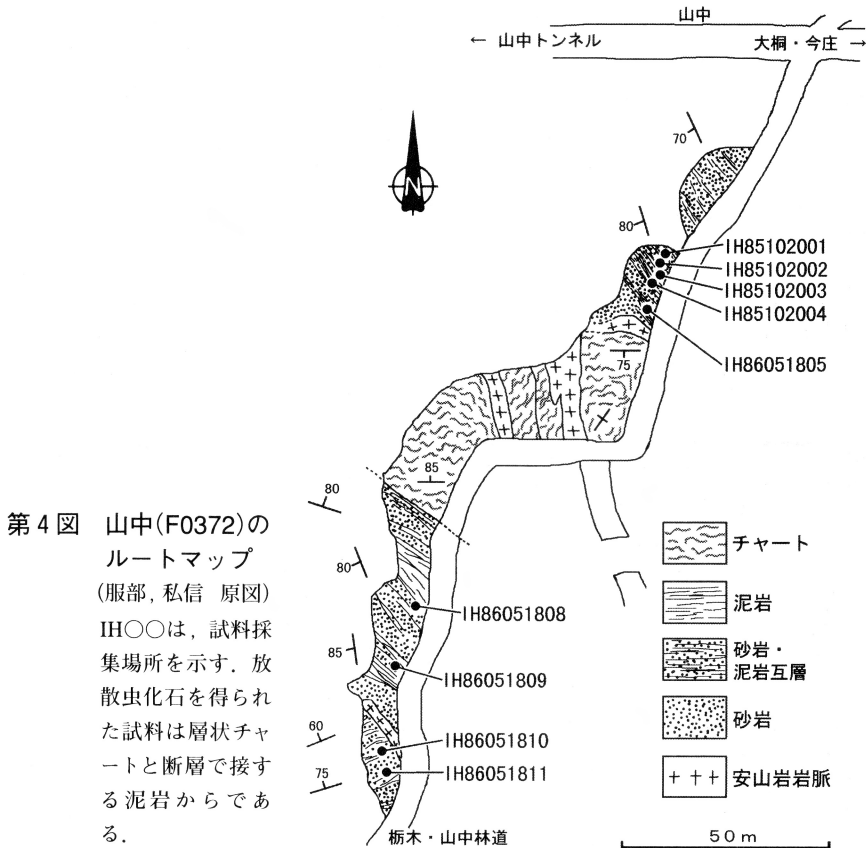 山中
← 山中トンネル
大桐・今庄 →
70
N
80
IH85102001
IH85102002
IH85102003
IH85102004
IH86051805
75
85
80
80
IH86051808
85
IH86051809
60
IH86051810
75
IH86051811
栃木・山中林道
第4図 山中(F0372)の
ルートマップ
(服部, 私信 原図)
IH○○は, 試料採
集場所を示す. 放
散虫化石を得られ
た試料は層状チャ
ートと断層で接す
る泥岩からであ
る.
チャート
泥岩
砂岩・
泥岩互層
砂岩
安山岩岩脈
50m